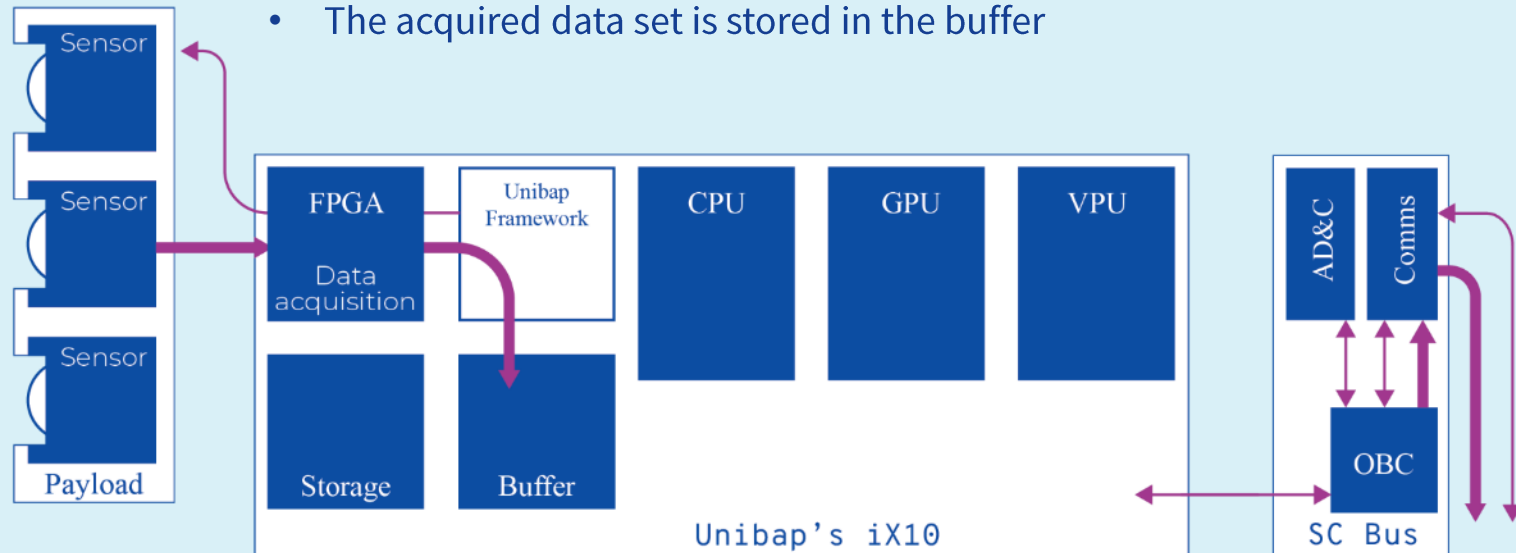 • The acquired data set is stored in the buffer
Sensor
Sensor
Sensor
Payload
FPGA
Data
acquisition
Unibap
Framework
CPU
GPU
VPU
Storage
Buffer
Unibap's iX10
AD&C
Comms
OBC
SC Bus